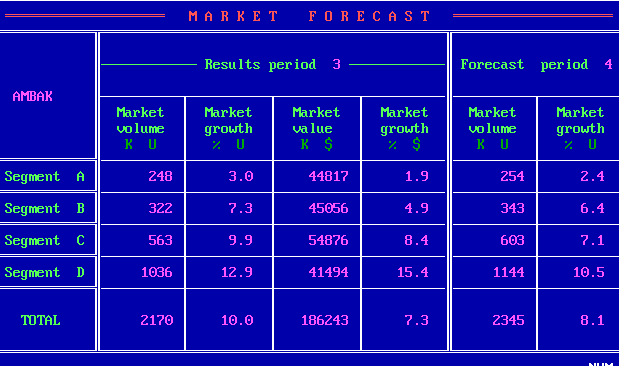 MARKET FORECAST
Results period 3 Forecast period 4
AMBAK
Market Market Market Market Market Market
volume growth value growth volume growth
K U % U K $ % $ K U % U
Segment A 248 3.0 44817 1.9 254 2.4
Segment B 322 7.3 45056 4.9 343 6.4
Segment C 563 9.9 54876 8.4 603 7.1
Segment D 1036 12.9 41494 15.4 1144 10.5
TOTAL 2170 10.0 186243 7.3 2345 8.1